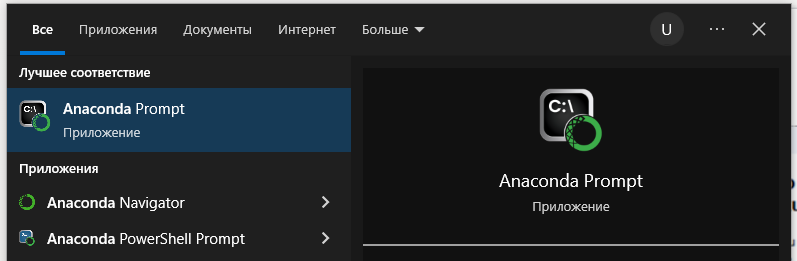 Все Приложения Документы Интернет Больше U
Лучшее соответствие
C:\
Anaconda Prompt
Приложение
Приложения
Anaconda Navigator
Anaconda PowerShell Prompt
C:\
Anaconda Prompt
Приложение